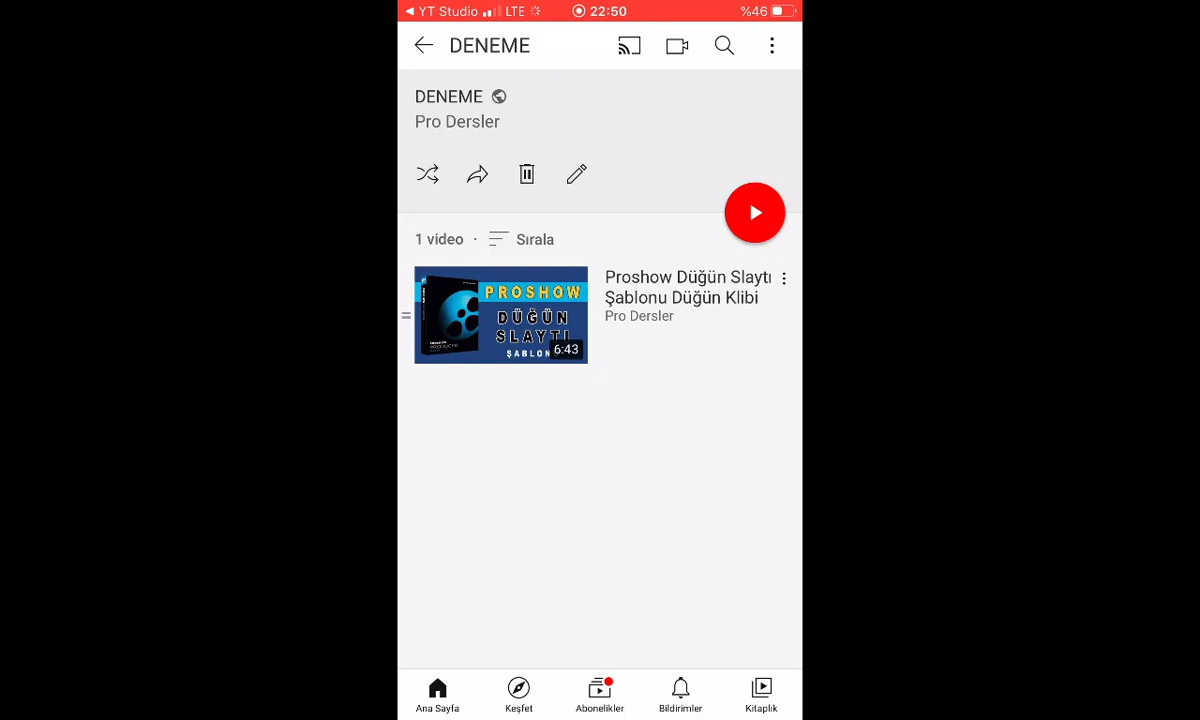 YT Studio LTE 22:50 %46
DENEME
DENEME
Pro Dersler
1 video · Sırala
PROSHOW
DÜĞÜN
SLAYTI
ŞABLON
6:43
Proshow Düğün Slaytı
Şablonu Düğün Klibi
Pro Dersler
Ana Sayfa Keşfet Abonelikler Bildirimler Kitaplık